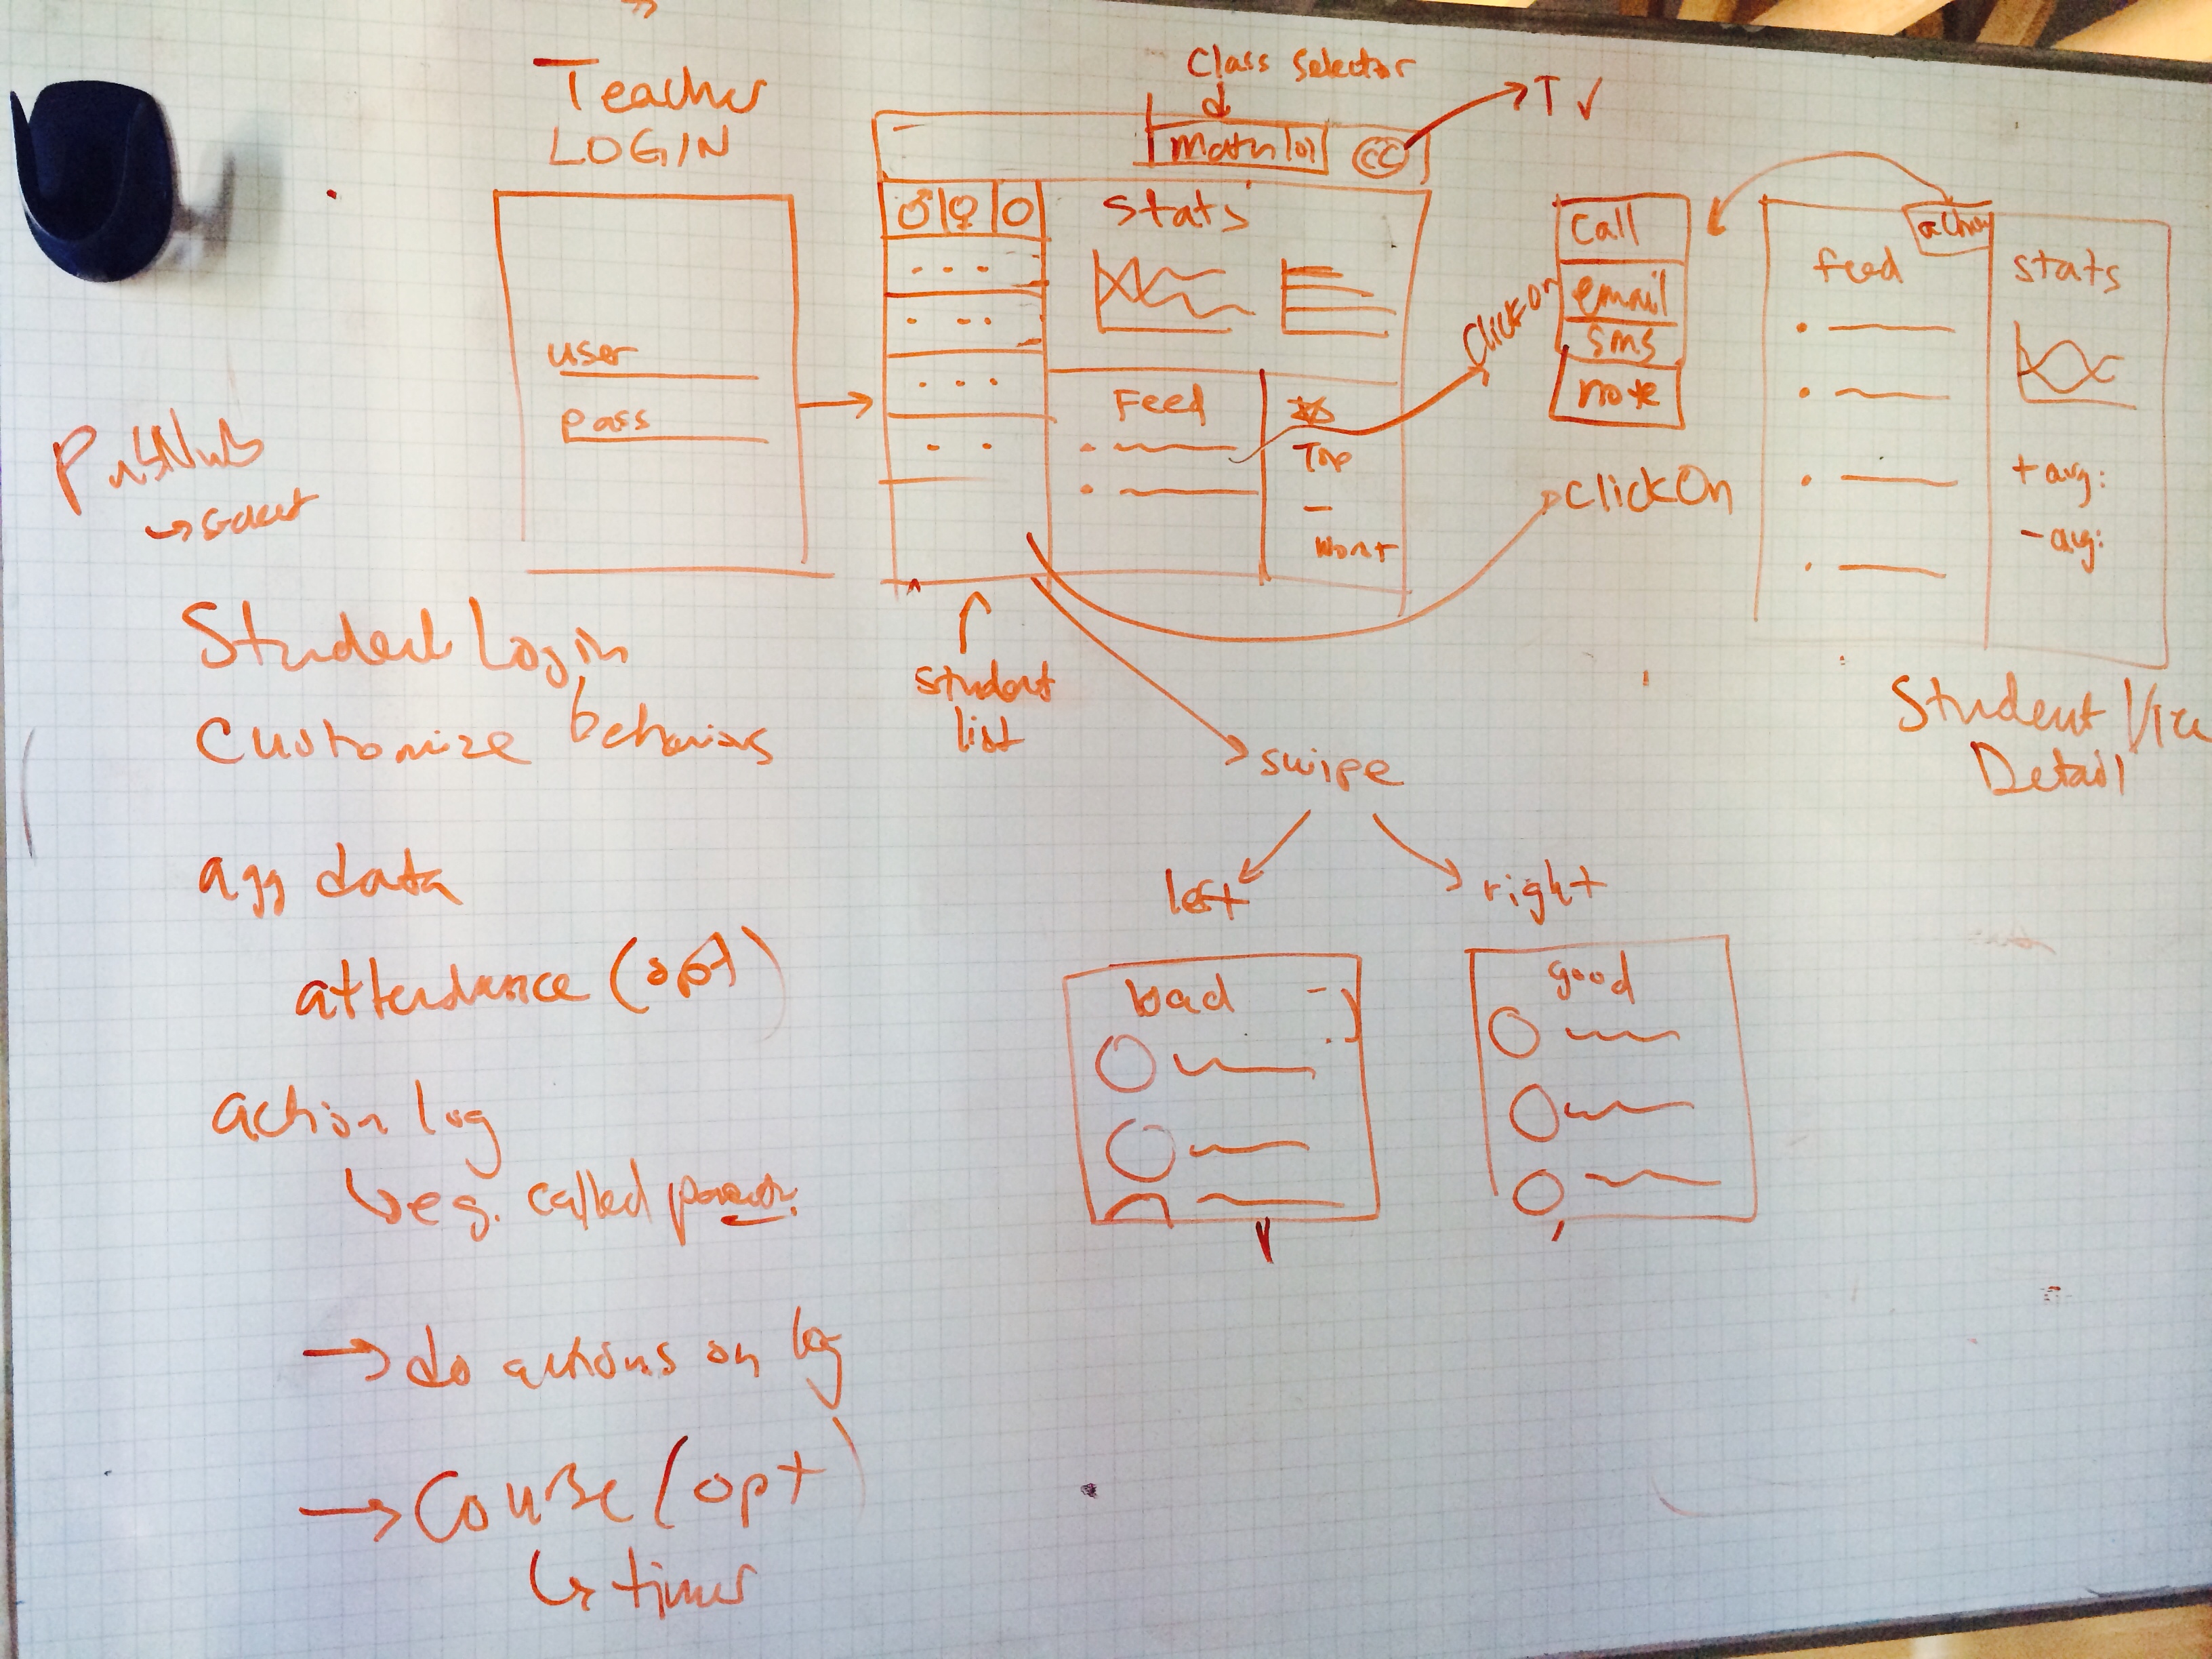 Teacher
LOGIN
user
pass
Class Selector
Math 101
CC
TV
Stats
Feed
Top
Worst
student
list
Click on
Call
email
sms
note
ClickOn
feed
action
stats
+ avg:
- avg:
Student View
Detail
swipe
left
right
bad
good
PubNub
Student Login
Customize behaviors
agg data
attendance (opt)
action log
eg. called parents
→ do actions on log
→ Course (opt)
timer